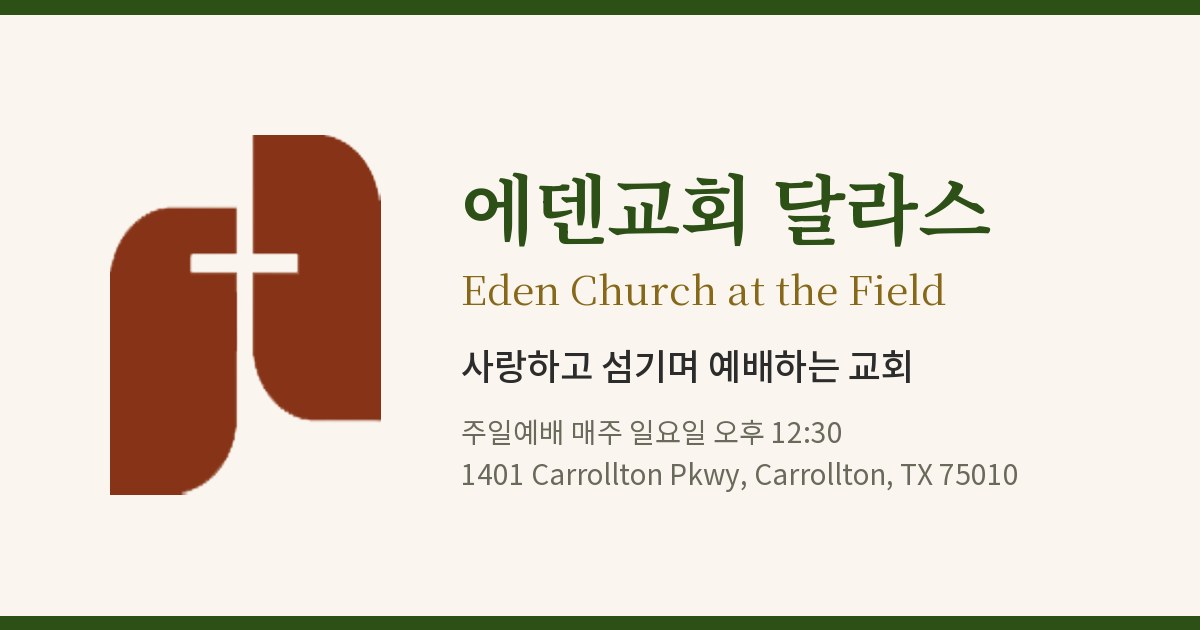 에덴교회 달라스
Eden Church at the Field
사랑하고 섬기며 예배하는 교회
주일예배 매주 일요일 오후 12:30
1401 Carrollton Pkwy, Carrollton, TX 75010